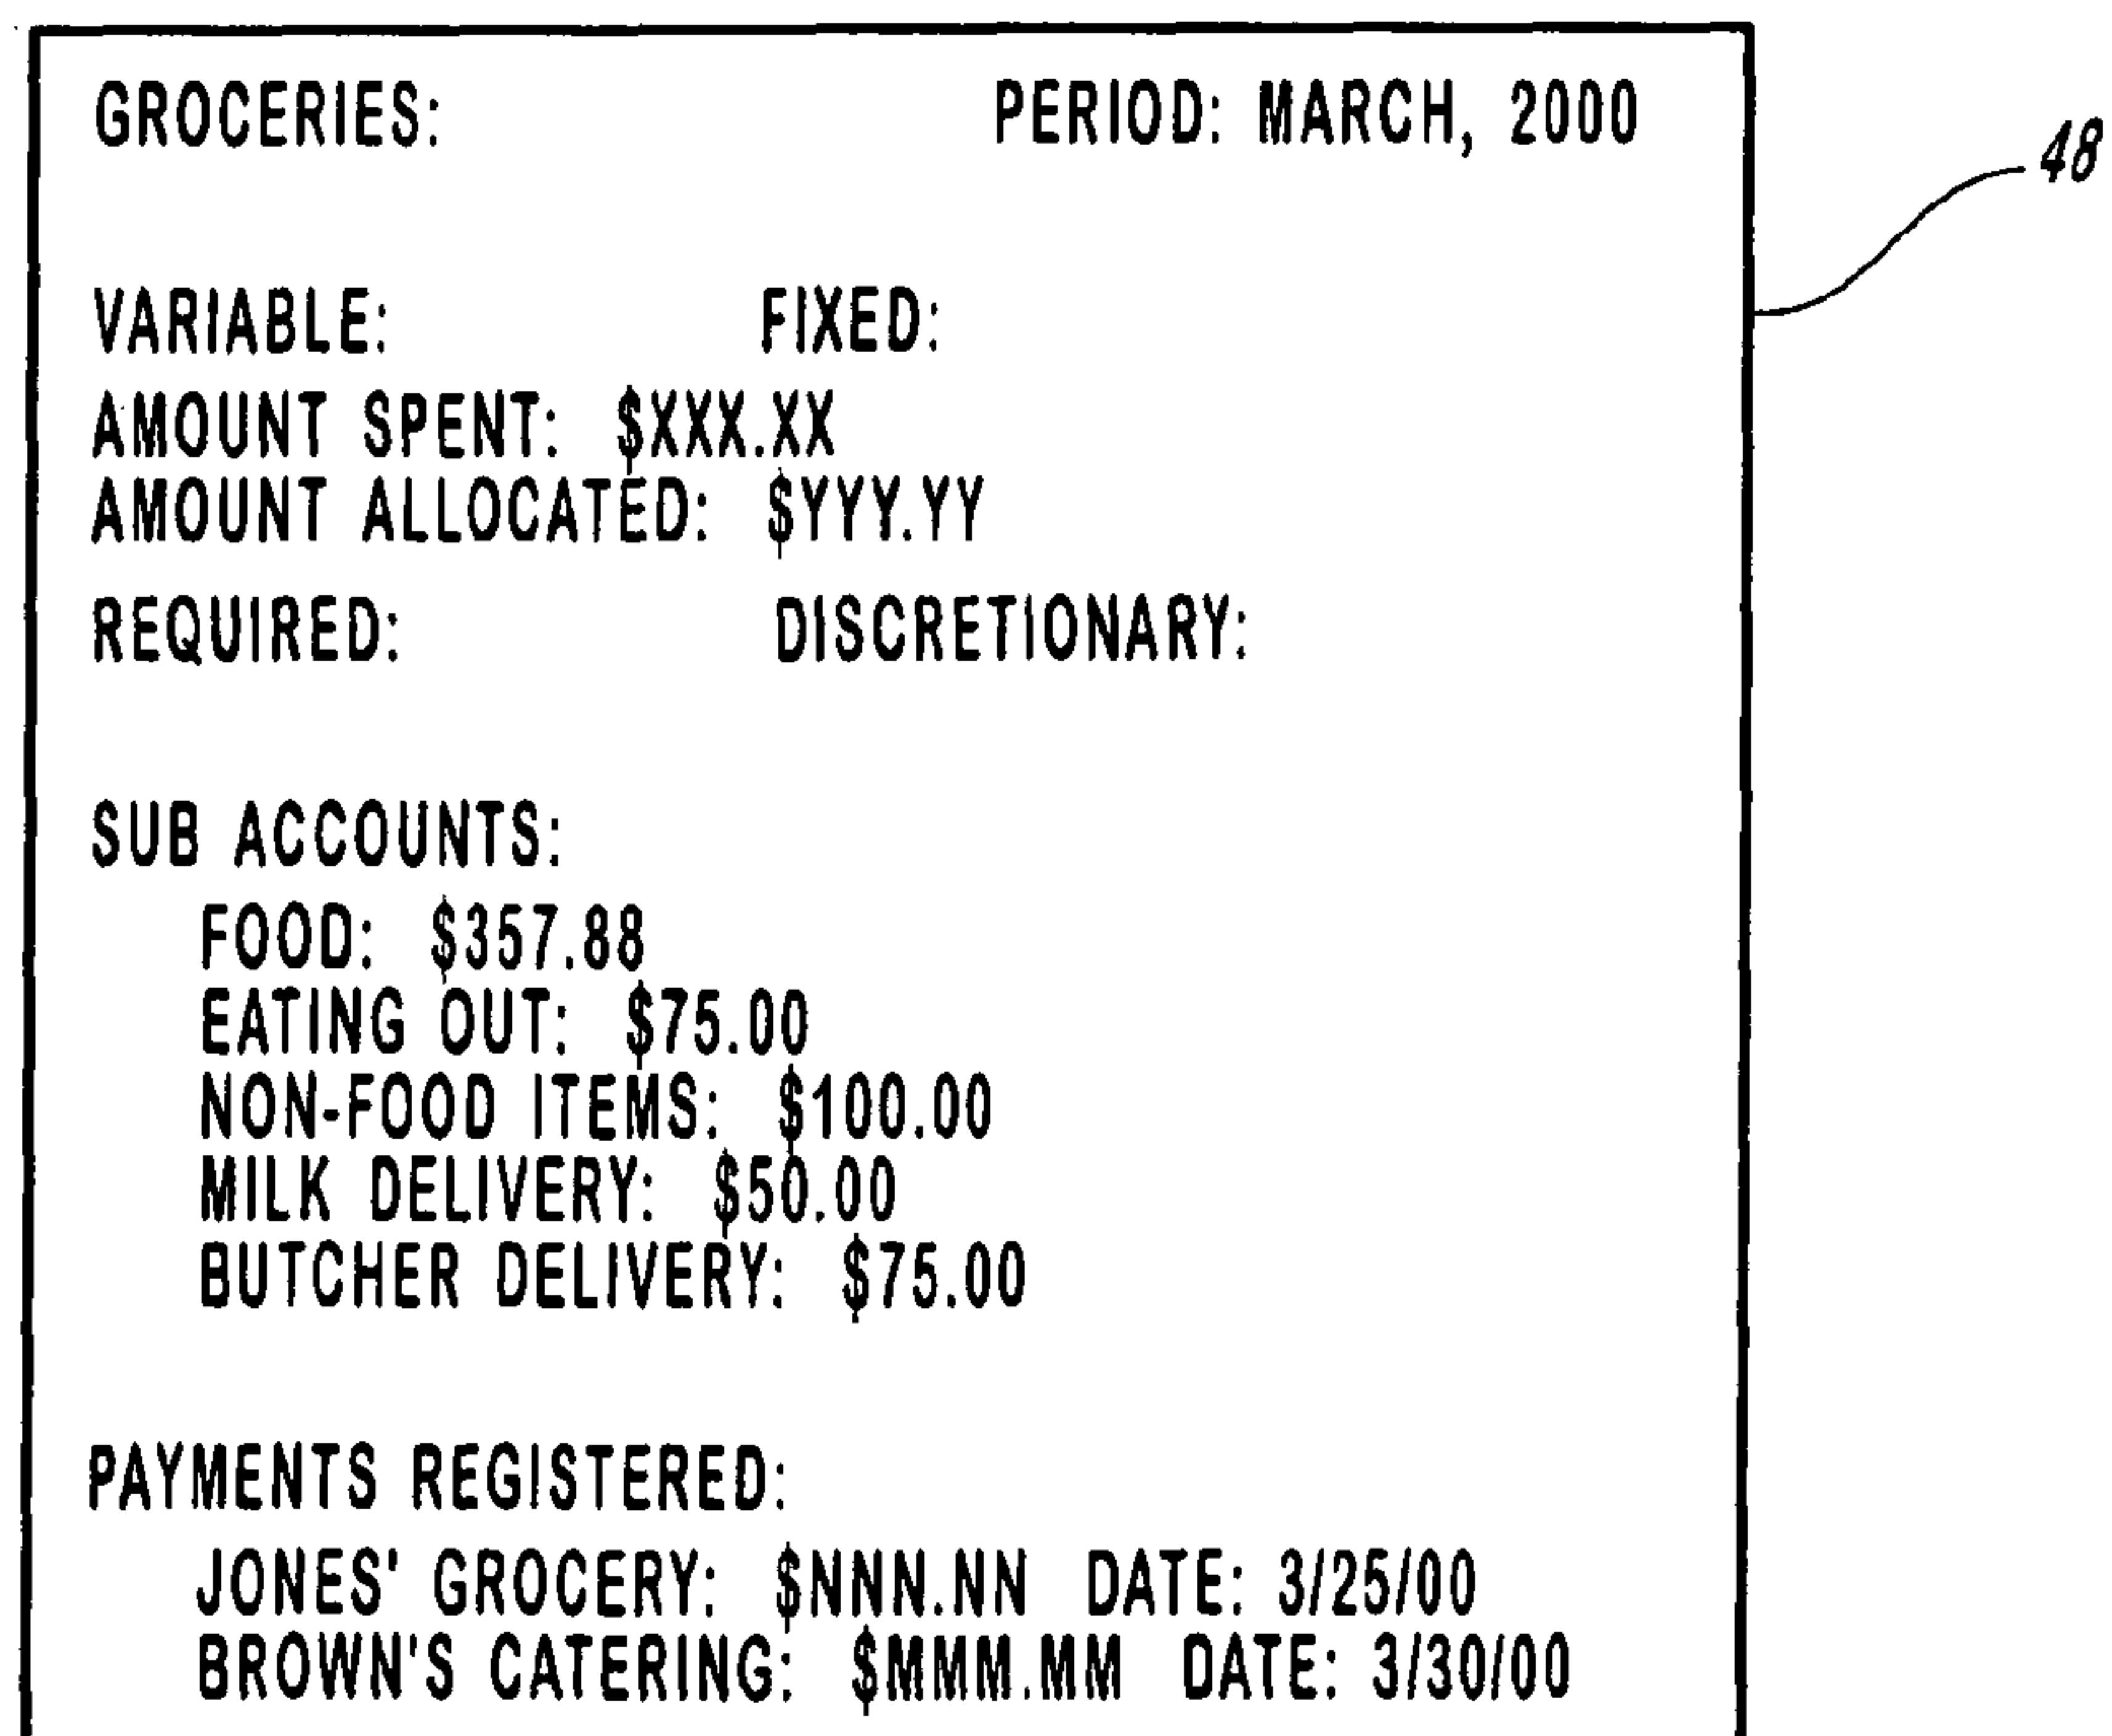 GROCERIES: PERIOD: MARCH, 2000
48
VARIABLE: FIXED:
AMOUNT SPENT: $XXX.XX
AMOUNT ALLOCATED: $YYY.YY
REQUIRED: DISCRETIONARY:
SUB ACCOUNTS:
FOOD: $357.88
EATING OUT: $75.00
NON-FOOD ITEMS: $100.00
MILK DELIVERY: $50.00
BUTCHER DELIVERY: $75.00
PAYMENTS REGISTERED:
JONES' GROCERY: $NNN.NN DATE: 3/25/00
BROWN'S CATERING: $MMM.MM DATE: 3/30/00